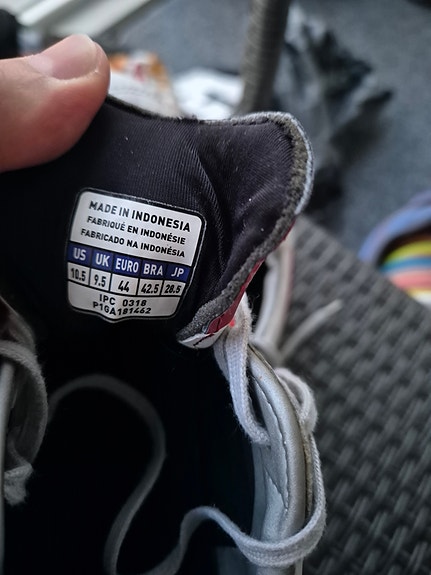 MADE IN INDONESIA
FABRIQUÉ EN INDONÉSIE
FABRICADO NA INDONÉSIA
US UK EURO BRA JP
10.5 9.5 44 42.5 28.5
IPC 0318
P1GA181462